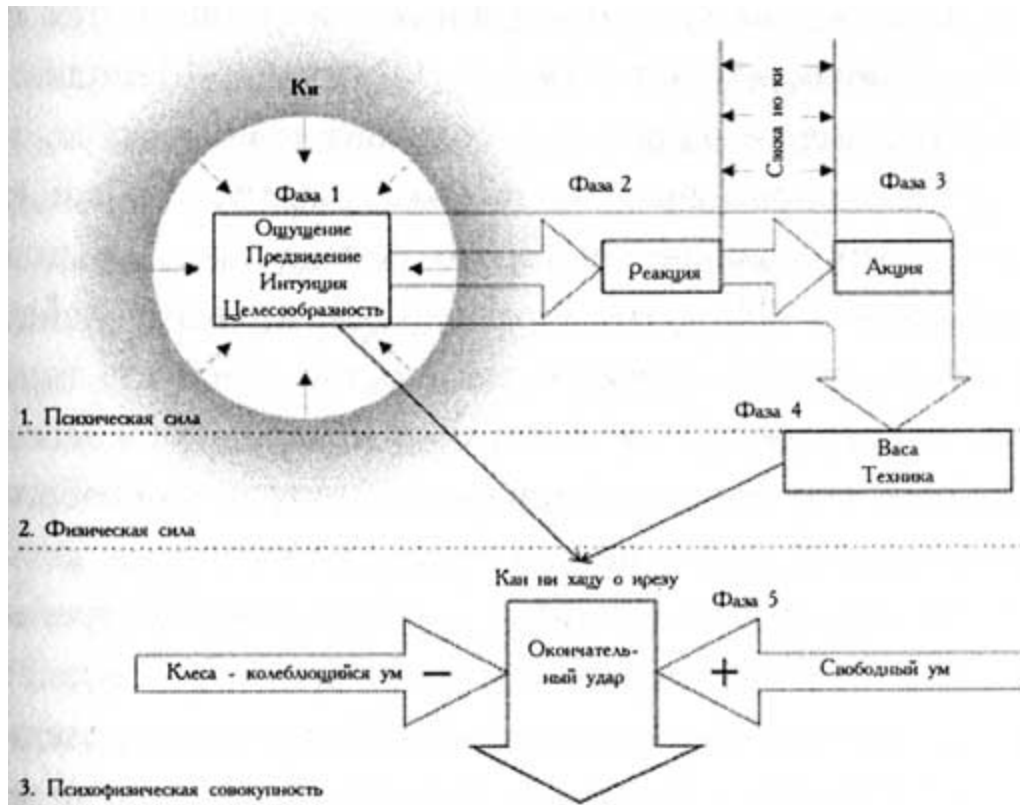 Ки
Фаза 1
Ощущение
Предвидение
Интуиция
Целесообразность
Фаза 2
Реакция
Сакка но ки
Фаза 3
Акция
1. Психическая сила
Фаза 4
Васа
Техника
2. Физическая сила
Кан ни хацу о ирезу
Фаза 5
Клеса - колеблющийся ум
−
Окончатель-
ный удар
+
Свободный ум
3. Психофизическая совокупность